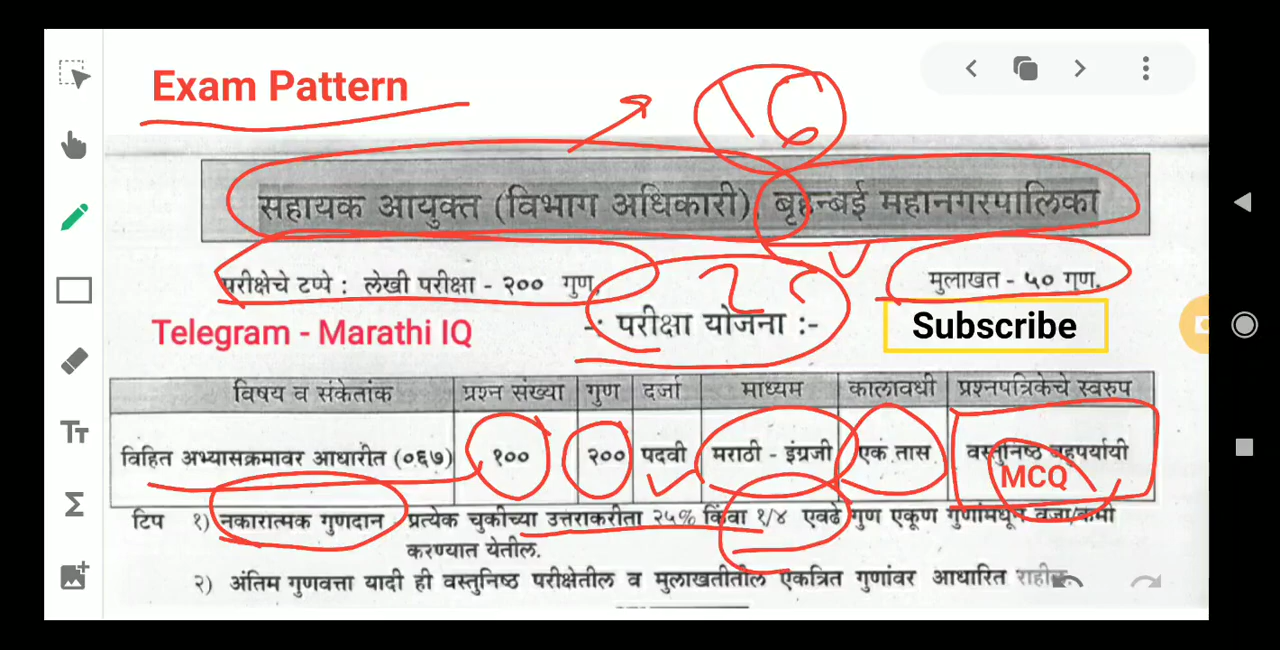 Exam Pattern
16
सहायक आयुक्त (विभाग अधिकारी), बृहन्बई महानगरपालिका
परीक्षेचे टप्पे : लेखी परीक्षा - २०० गुण. मुलाखत - ५० गुण.
Telegram - Marathi IQ
-: परीक्षा योजना :-
Subscribe
विषय व संकेतांक प्रश्न संख्या गुण दर्जा माध्यम कालावधी प्रश्नपत्रिकेचे स्वरुप
विहित अभ्यासक्रमावर आधारीत (०६७) १०० २०० पदवी मराठी - इंग्रजी एक तास वस्तुनिष्ठ बहूपर्यायी
MCQ
टिप १) नकारात्मक गुणदान प्रत्येक चुकीच्या उत्तराकरीता २५% किंवा १/४ एवढे गुण एकूण गुणांमधून वजा/कमी
करण्यात येतील.
२) अंतिम गुणवत्ता यादी ही वस्तुनिष्ठ परीक्षेतील व मुलाखतीतील एकत्रित गुणांवर आधारित
Tт
Σ